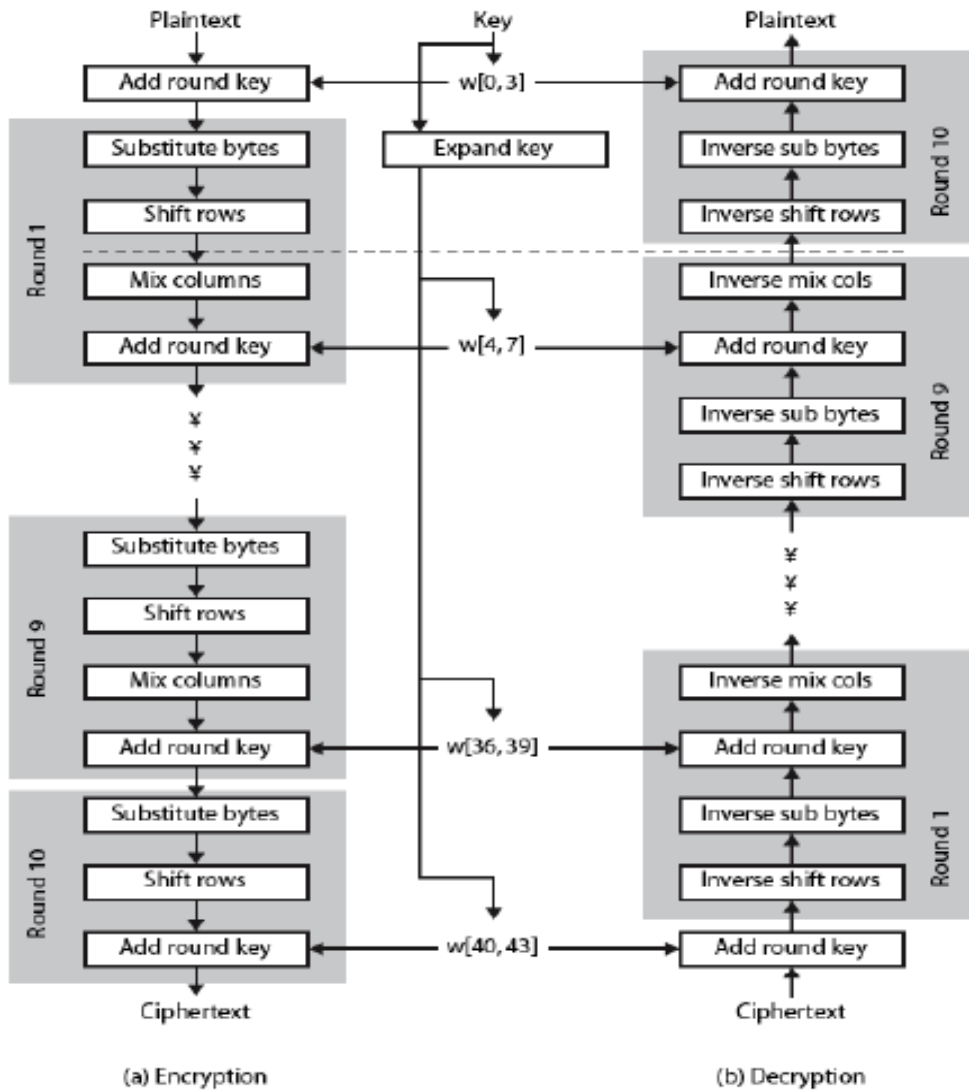 Plaintext
Add round key
Round 1
Substitute bytes
Shift rows
Mix columns
Add round key
¥
¥
¥
Round 9
Substitute bytes
Shift rows
Mix columns
Add round key
Round 10
Substitute bytes
Shift rows
Add round key
Ciphertext
(a) Encryption
Key
w[0, 3]
Expand key
w[4, 7]
w[36, 39]
w[40, 43]
Plaintext
Add round key
Inverse sub bytes
Inverse shift rows
Round 10
Inverse mix cols
Add round key
Inverse sub bytes
Inverse shift rows
Round 9
¥
¥
¥
Inverse mix cols
Add round key
Inverse sub bytes
Inverse shift rows
Round 1
Add round key
Ciphertext
(b) Decryption